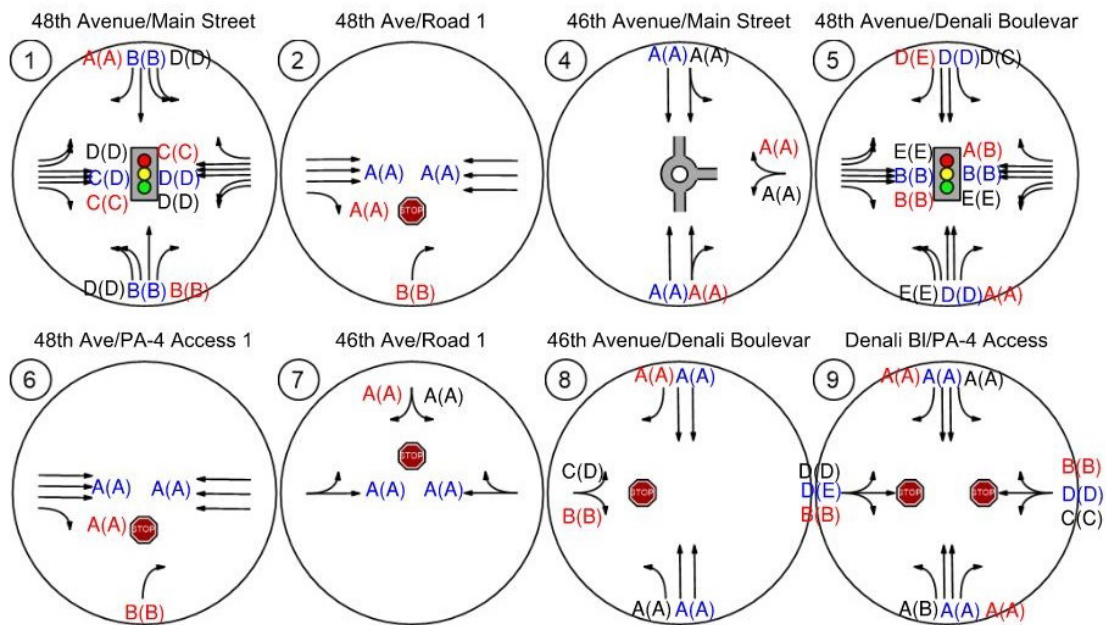 48th Avenue/Main Street
1
A(A) B(B) D(D)
D(D) C(C)
C(D) D(D)
C(C) D(D)
D(D) B(B) B(B)
48th Ave/Road 1
2
A(A) A(A)
A(A) STOP
B(B)
46th Avenue/Main Street
4
A(A) A(A)
A(A)
A(A)
A(A) A(A)
48th Avenue/Denali Boulevar
5
D(E) D(D) D(C)
E(E) A(B)
B(B) B(B)
B(B) E(E)
E(E) D(D) A(A)
48th Ave/PA-4 Access 1
6
A(A) A(A)
A(A) STOP
B(B)
46th Ave/Road 1
7
A(A) A(A)
STOP
A(A) A(A)
46th Avenue/Denali Boulevar
8
A(A) A(A)
C(D)
STOP
B(B)
A(A) A(A)
Denali Bl/PA-4 Access
9
A(A) A(A) A(A)
D(D) B(B)
D(E) STOP STOP D(D)
B(B) C(C)
A(B) A(A) A(A)